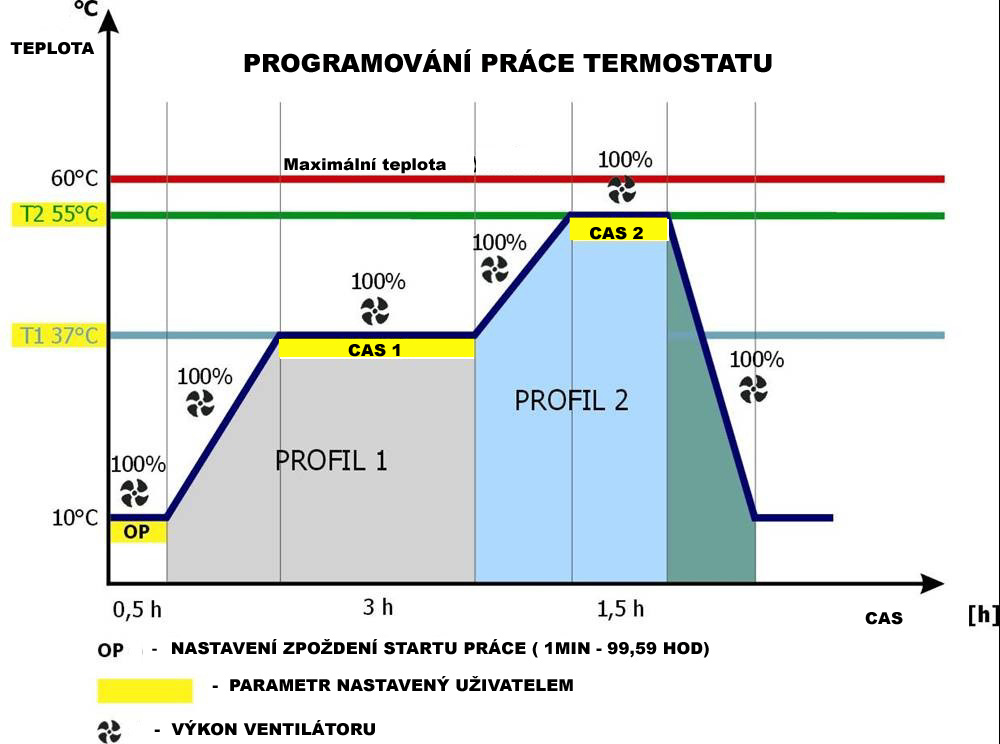 °C
TEPLOTA
PROGRAMOVÁNÍ PRÁCE TERMOSTATU
Maximální teplota
100%
60°C
T2 55°C
CAS 2
100%
100%
T1 37°C
CAS 1
100%
100%
PROFIL 2
PROFIL 1
100%
10°C
OP
0,5 h
3 h
1,5 h
CAS
[h]
OP - NASTAVENÍ ZPOŽDENÍ STARTU PRÁCE ( 1MIN - 99,59 HOD)
- PARAMETR NASTAVENÝ UŽIVATELEM
- VÝKON VENTILÁTORU